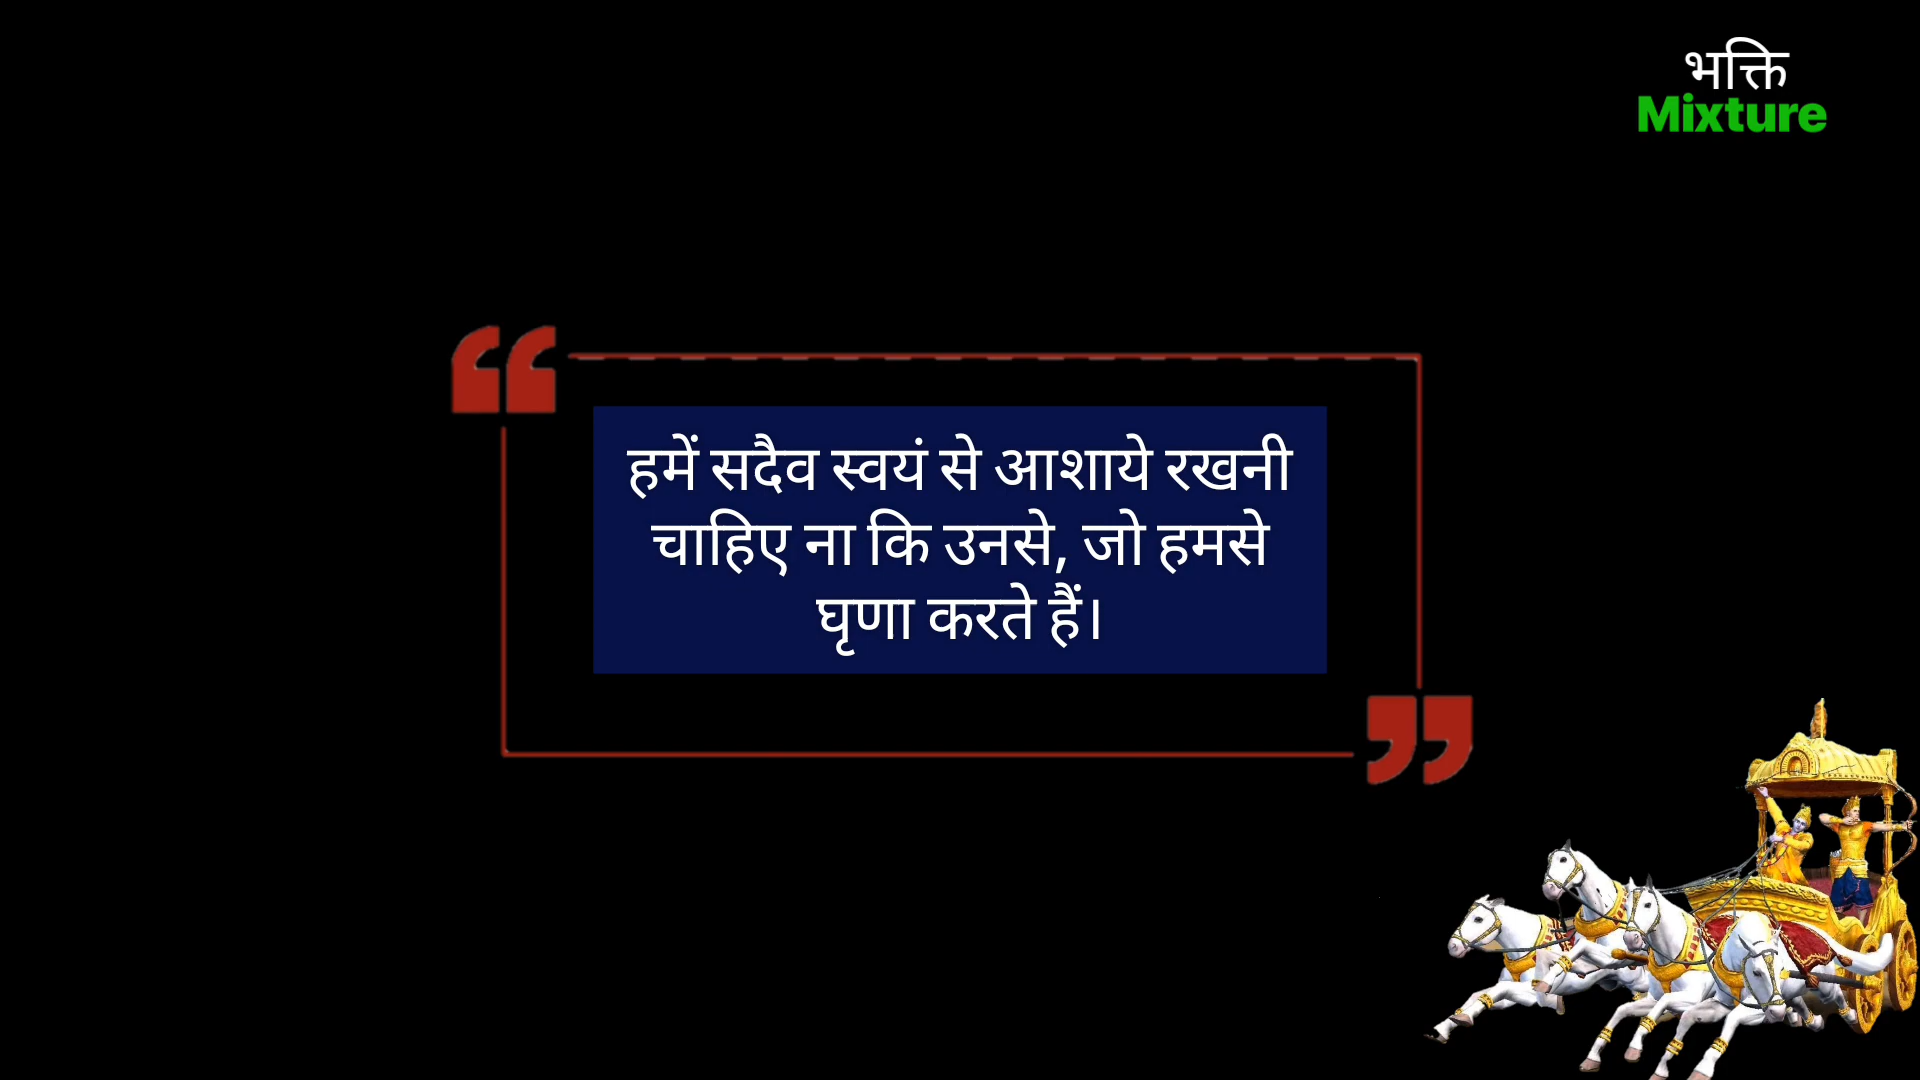 भक्ति
Mixture
हमें सदैव स्वयं से आशाये रखनी
चाहिए ना कि उनसे, जो हमसे
घृणा करते हैं।